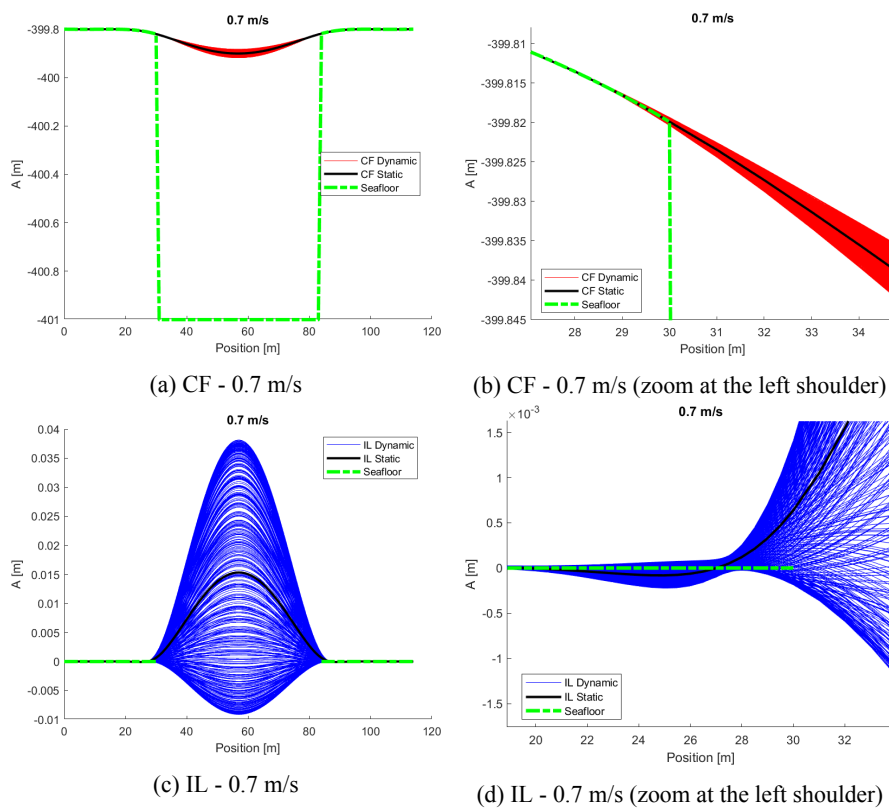 0.7 m/s
-399.8
-400
-400.2
-400.4
-400.6
-400.8
-401
A [m]
0
20
40
60
80
100
120
Position [m]
CF Dynamic
CF Static
Seafloor
(a) CF - 0.7 m/s
0.7 m/s
-399.81
-399.815
-399.82
-399.825
-399.83
-399.835
-399.84
-399.845
A [m]
28
29
30
31
32
33
34
Position [m]
CF Dynamic
CF Static
Seafloor
(b) CF - 0.7 m/s (zoom at the left shoulder)
0.7 m/s
0.04
0.035
0.03
0.025
0.02
0.015
0.01
0.005
0
-0.005
-0.01
A [m]
0
20
40
60
80
100
120
Position [m]
IL Dynamic
IL Static
Seafloor
(c) IL - 0.7 m/s
×10⁻³
0.7 m/s
1.5
1
0.5
0
-0.5
-1
-1.5
A [m]
20
22
24
26
28
30
32
Position [m]
IL Dynamic
IL Static
Seafloor
(d) IL - 0.7 m/s (zoom at the left shoulder)